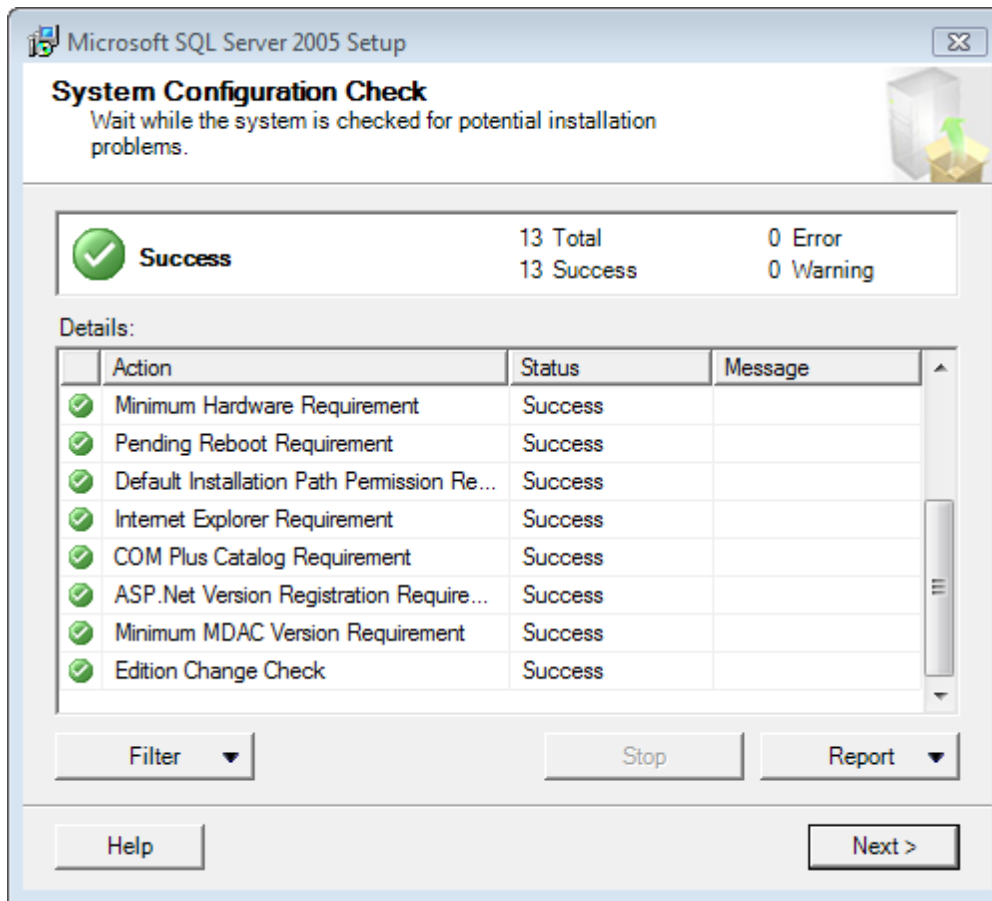 Microsoft SQL Server 2005 Setup
System Configuration Check
Wait while the system is checked for potential installation
problems.
Success
13 Total
0 Error
13 Success
0 Warning
Details:
Action Status Message
Minimum Hardware Requirement Success
Pending Reboot Requirement Success
Default Installation Path Permission Re... Success
Internet Explorer Requirement Success
COM Plus Catalog Requirement Success
ASP.Net Version Registration Require... Success
Minimum MDAC Version Requirement Success
Edition Change Check Success
Filter Stop Report
Help Next >